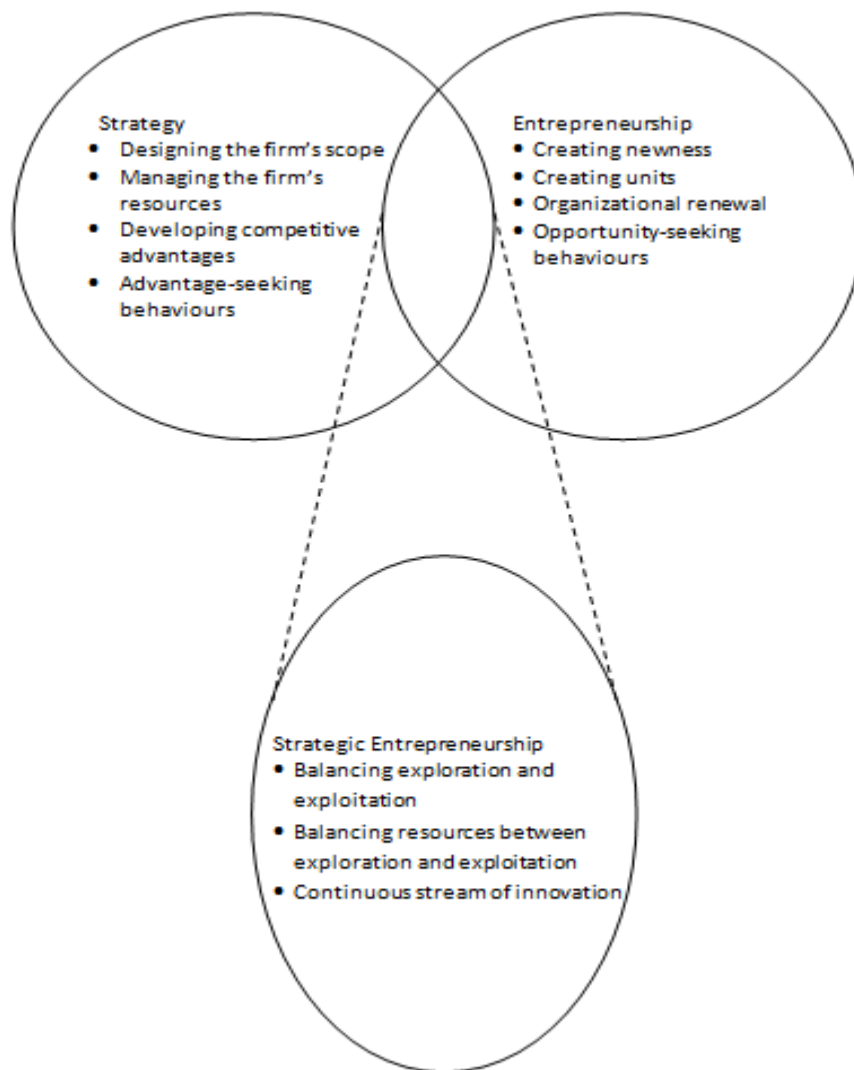 Strategy
• Designing the firm's scope
• Managing the firm's
resources
• Developing competitive
advantages
• Advantage-seeking
behaviours
Entrepreneurship
• Creating newness
• Creating units
• Organizational renewal
• Opportunity-seeking
behaviours
Strategic Entrepreneurship
• Balancing exploration and
exploitation
• Balancing resources between
exploration and exploitation
• Continuous stream of innovation